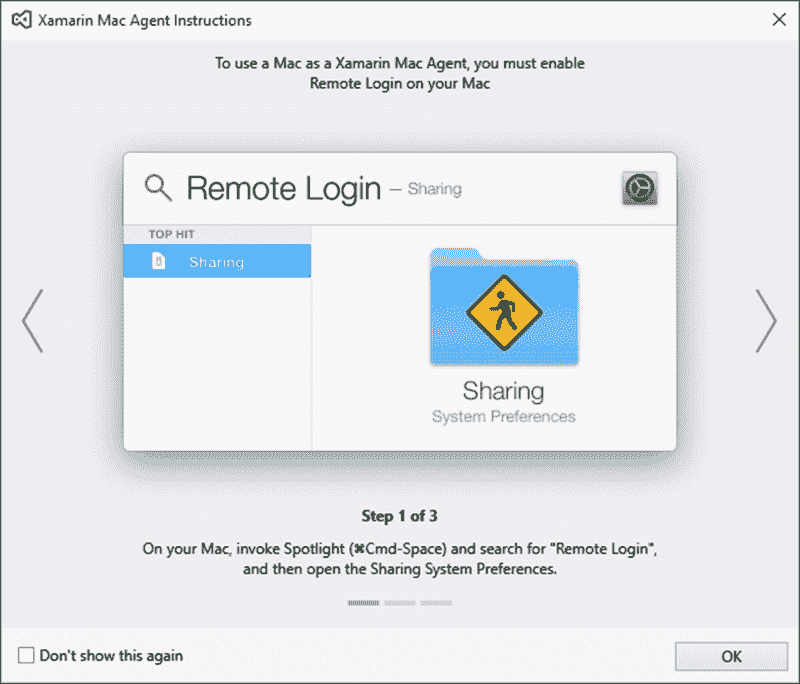 Xamarin Mac Agent Instructions
To use a Mac as a Xamarin Mac Agent, you must enable
Remote Login on your Mac
Remote Login – Sharing
TOP HIT
Sharing
Sharing
System Preferences
Step 1 of 3
On your Mac, invoke Spotlight (⌘Cmd-Space) and search for "Remote Login",
and then open the Sharing System Preferences.
Don't show this again
OK